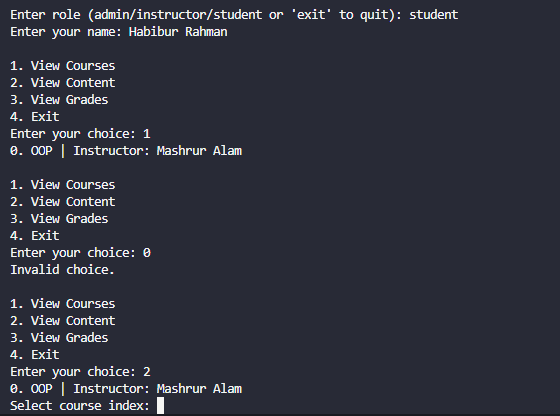 Enter role (admin/instructor/student or 'exit' to quit): student
Enter your name: Habibur Rahman
1. View Courses
2. View Content
3. View Grades
4. Exit
Enter your choice: 1
0. OOP | Instructor: Mashrur Alam
1. View Courses
2. View Content
3. View Grades
4. Exit
Enter your choice: 0
Invalid choice.
1. View Courses
2. View Content
3. View Grades
4. Exit
Enter your choice: 2
0. OOP | Instructor: Mashrur Alam
Select course index: